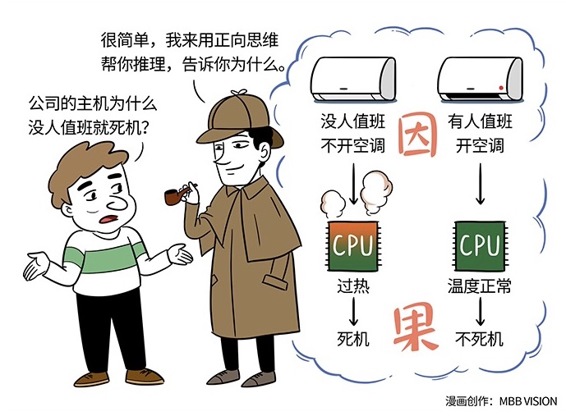 很简单，我来用正向思维
帮你推理，告诉你为什么。
公司的主机为什么
没人值班就死机？
没人值班
不开空调
因
有人值班
开空调
CPU
CPU
过热
温度正常
死机
果
不死机
漫画创作：MBB VISION